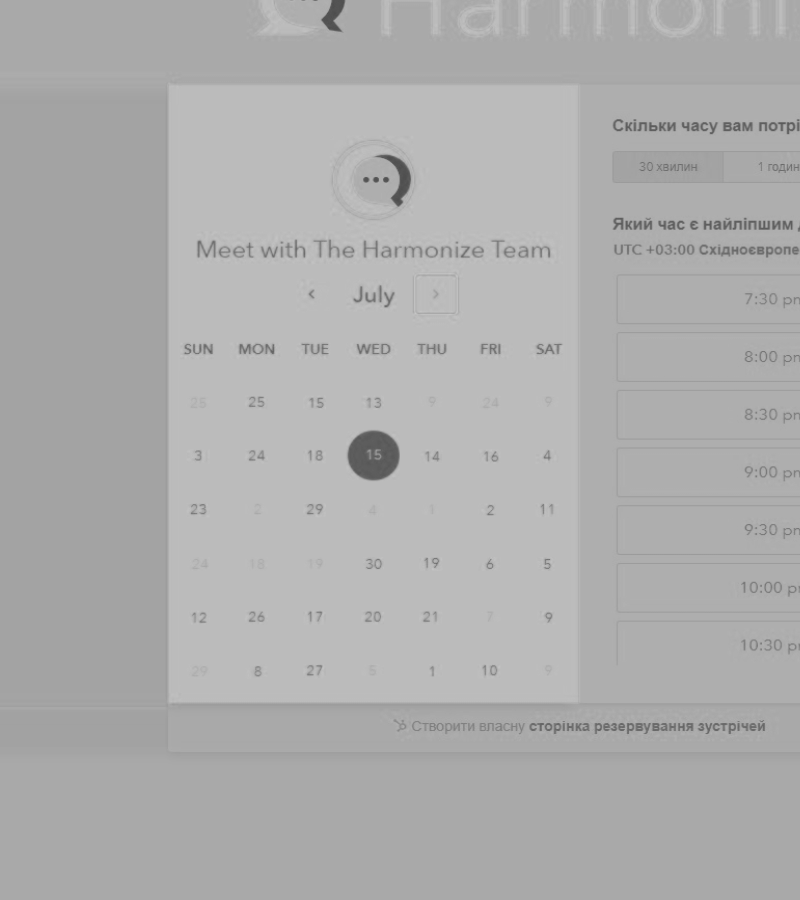 Harmoni
Meet with The Harmonize Team
July
SUN MON TUE WED THU FRI SAT
25 25 15 13 9 24 9
3 24 18 15 14 16 4
23 2 29 4 1 2 11
24 18 19 30 19 6 5
12 26 17 20 21 7 9
29 8 27 5 1 10 9
Скільки часу вам потрі
30 хвилин 1 годин
Який час є найліпшим
UTC +03:00 Східноєвропе
7:30 pm
8:00 pm
8:30 pm
9:00 pm
9:30 pm
10:00 pm
10:30 pm
Створити власну сторінка резервування зустрічей